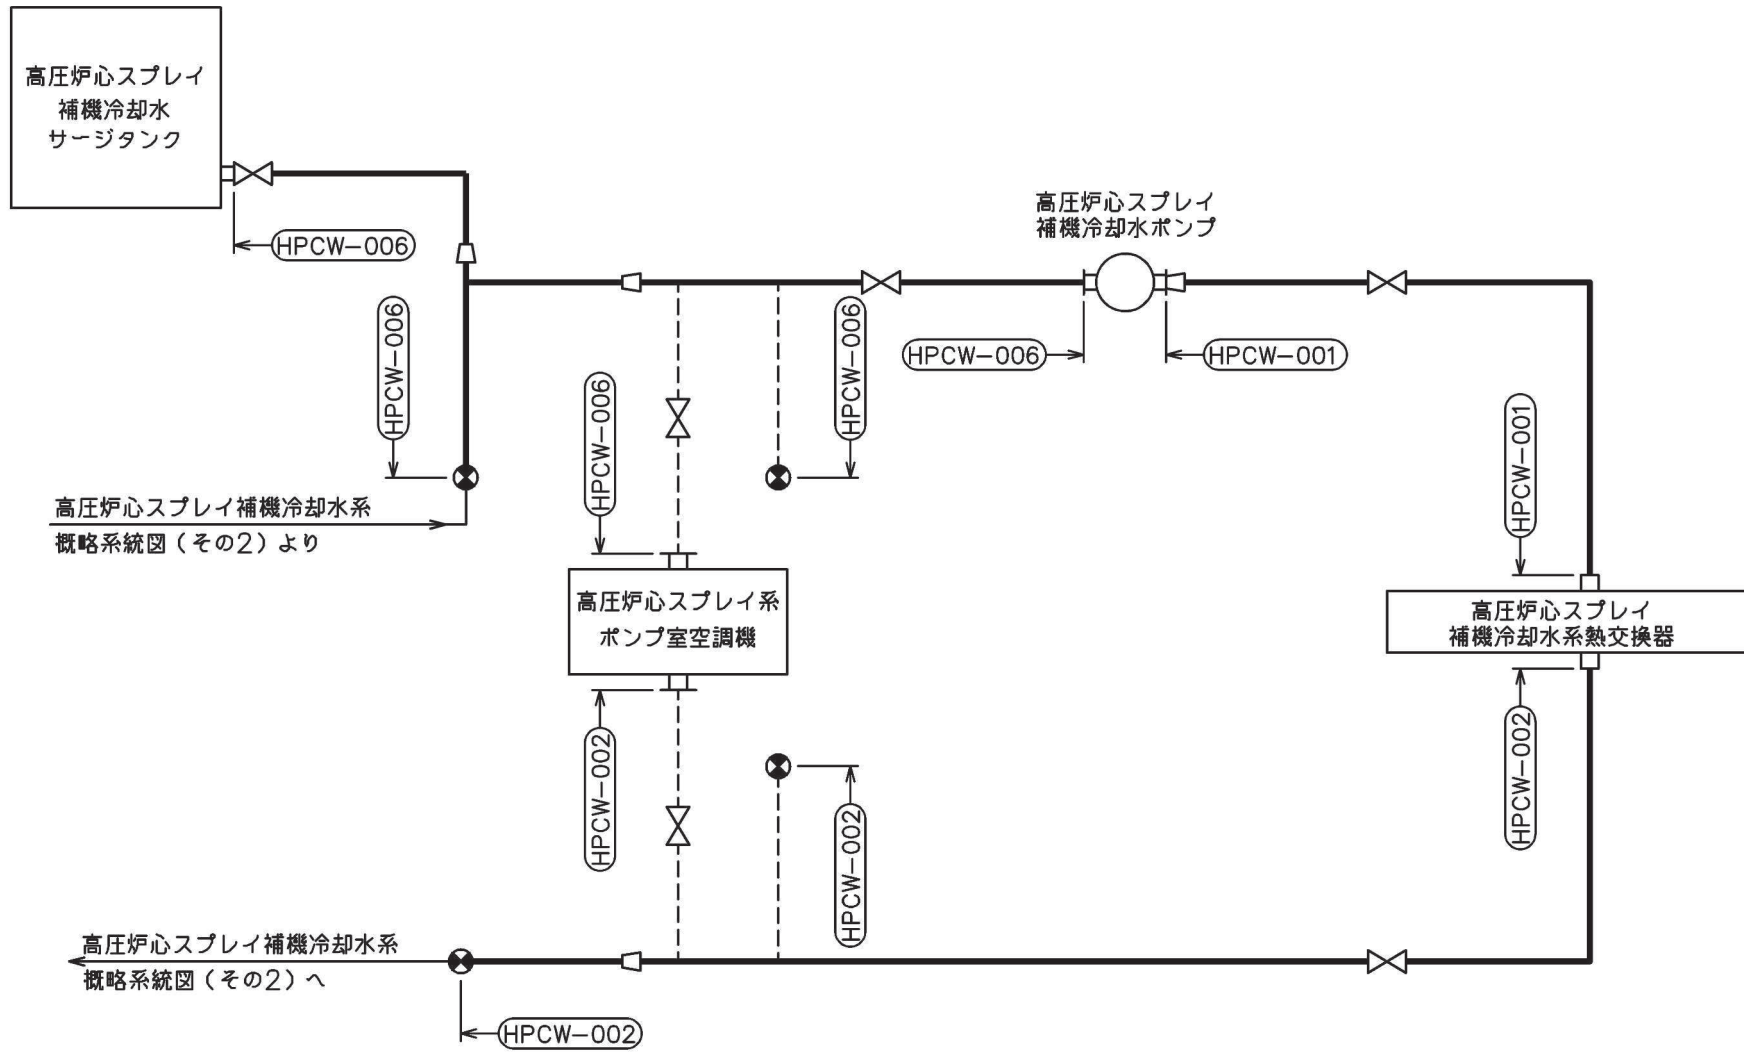 高圧炉心スプレイ
補機冷却水
サージタンク
HPCW-006
高圧炉心スプレイ
補機冷却水ポンプ
HPCW-006
HPCW-006
HPCW-006
HPCW-001
HPCW-006
HPCW-001
高圧炉心スプレイ補機冷却水系
概略系統図（その2）より
高圧炉心スプレイ系
ポンプ室空調機
高圧炉心スプレイ
補機冷却水系熱交換器
HPCW-002
HPCW-002
HPCW-002
高圧炉心スプレイ補機冷却水系
概略系統図（その2）へ
HPCW-002